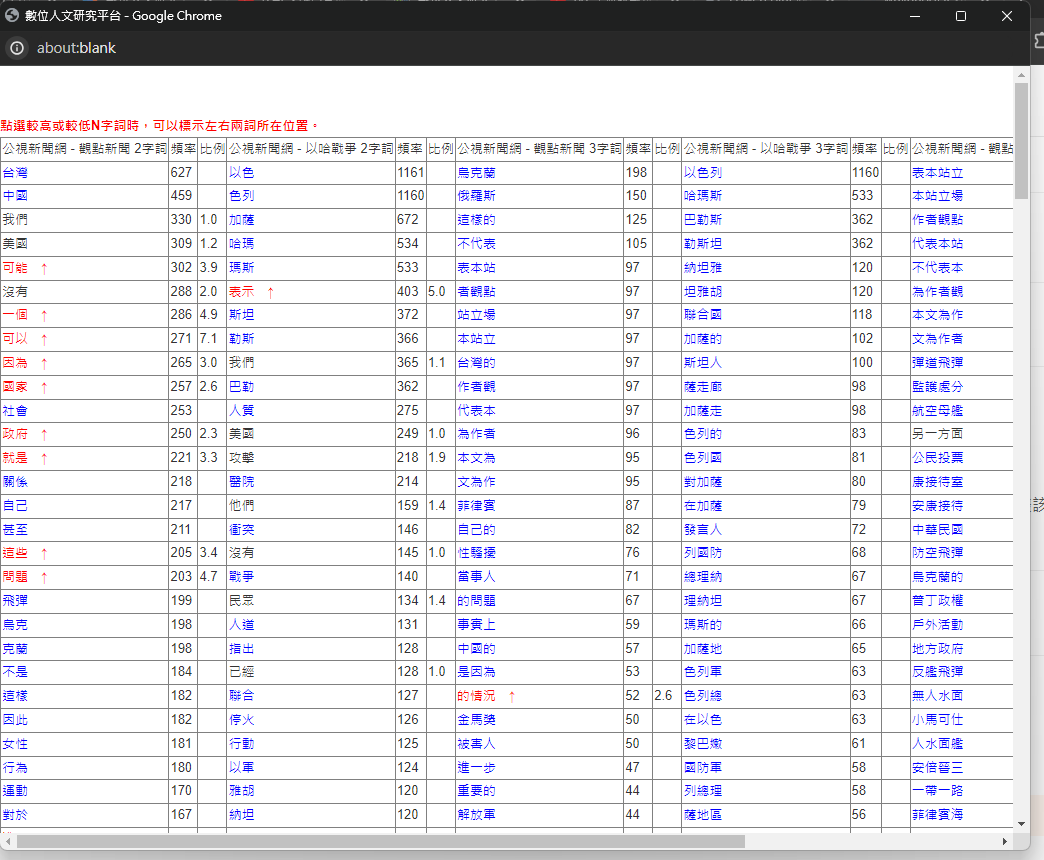 數位人文研究平台 - Google Chrome
about:blank
點選較高或較低N字詞時，可以標示左右兩詞所在位置。
公視新聞網 - 觀點新聞 2字詞 頻率 比例 公視新聞網 - 以哈戰爭 2字詞 頻率 比例 公視新聞網 - 觀點新聞 3字詞 頻率 比例 公視新聞網 - 以哈戰爭 3字詞 頻率 比例 公視新聞網 - 觀點
台灣 627 以色 1161 烏克蘭 198 以色列 1160 表本站立
中國 459 色列 1160 俄羅斯 150 哈瑪斯 533 本站立場
我們 330 1.0 加薩 672 這樣的 125 巴勒斯 362 作者觀點
美國 309 1.2 哈瑪 534 不代表 105 勒斯坦 362 代表本站
可能 ↑ 302 3.9 瑪斯 533 表本站 97 納坦雅 120 不代表本
沒有 288 2.0 表示 ↑ 403 5.0 者觀點 97 坦雅胡 120 為作者觀
一個 ↑ 286 4.9 斯坦 372 站立場 97 聯合國 118 本文為作
可以 ↑ 271 7.1 勒斯 366 本站立 97 加薩的 102 文為作者
因為 ↑ 265 3.0 我們 365 1.1 台灣的 97 斯坦人 100 彈道飛彈
國家 ↑ 257 2.6 巴勒 362 作者觀 97 薩走廊 98 監護處分
社會 253 人質 275 代表本 97 加薩走 98 航空母艦
政府 ↑ 250 2.3 美國 249 1.0 為作者 96 色列的 83 另一方面
就是 ↑ 221 3.3 攻擊 218 1.9 本文為 95 色列國 81 公民投票
關係 218 醫院 214 文為作 95 對加薩 80 康接待室
自己 217 他們 159 1.4 菲律賓 87 在加薩 79 安康接待
甚至 211 衝突 146 自己的 82 發言人 72 中華民國
這些 ↑ 205 3.4 沒有 145 1.0 性騷擾 76 列國防 68 防空飛彈
問題 ↑ 203 4.7 戰爭 140 當事人 71 總理納 67 烏克蘭的
飛彈 199 民眾 134 1.4 的問題 67 理納坦 67 普丁政權
烏克 198 人道 131 事實上 59 瑪斯的 66 戶外活動
克蘭 198 指出 128 中國的 57 加薩地 65 地方政府
不是 184 已經 128 1.0 是因為 53 色列軍 63 反艦飛彈
這樣 182 聯合 127 的情況 ↑ 52 2.6 色列總 63 無人水面
因此 182 停火 126 金馬獎 50 在以色 63 小馬可仕
女性 181 行動 125 被害人 50 黎巴嫩 61 人水面艦
行為 180 以軍 124 進一步 47 國防軍 58 安倍晉三
運動 170 雅胡 120 重要的 44 列總理 58 一帶一路
對於 167 納坦 120 解放軍 44 薩地區 56 菲律賓海